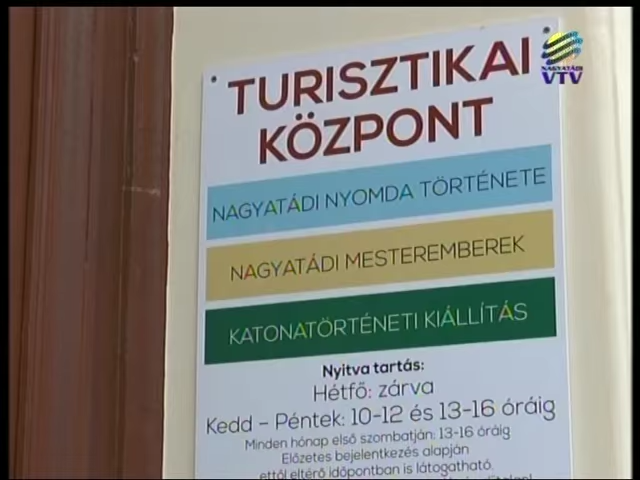 NAGYATÁDI
VTV
TURISZTIKAI
KÖZPONT
NAGYATÁDI NYOMDA TÖRTÉNETE
NAGYATÁDI MESTEREMBEREK
KATONATÖRTÉNETI KIÁLLÍTÁS
Nyitva tartás:
Hétfő: zárva
Kedd – Péntek: 10-12 és 13-16 óráig
Minden hónap első szombatján: 13-16 óráig
Előzetes bejelentkezés alapján
ettől eltérő időpontban is látogatható.